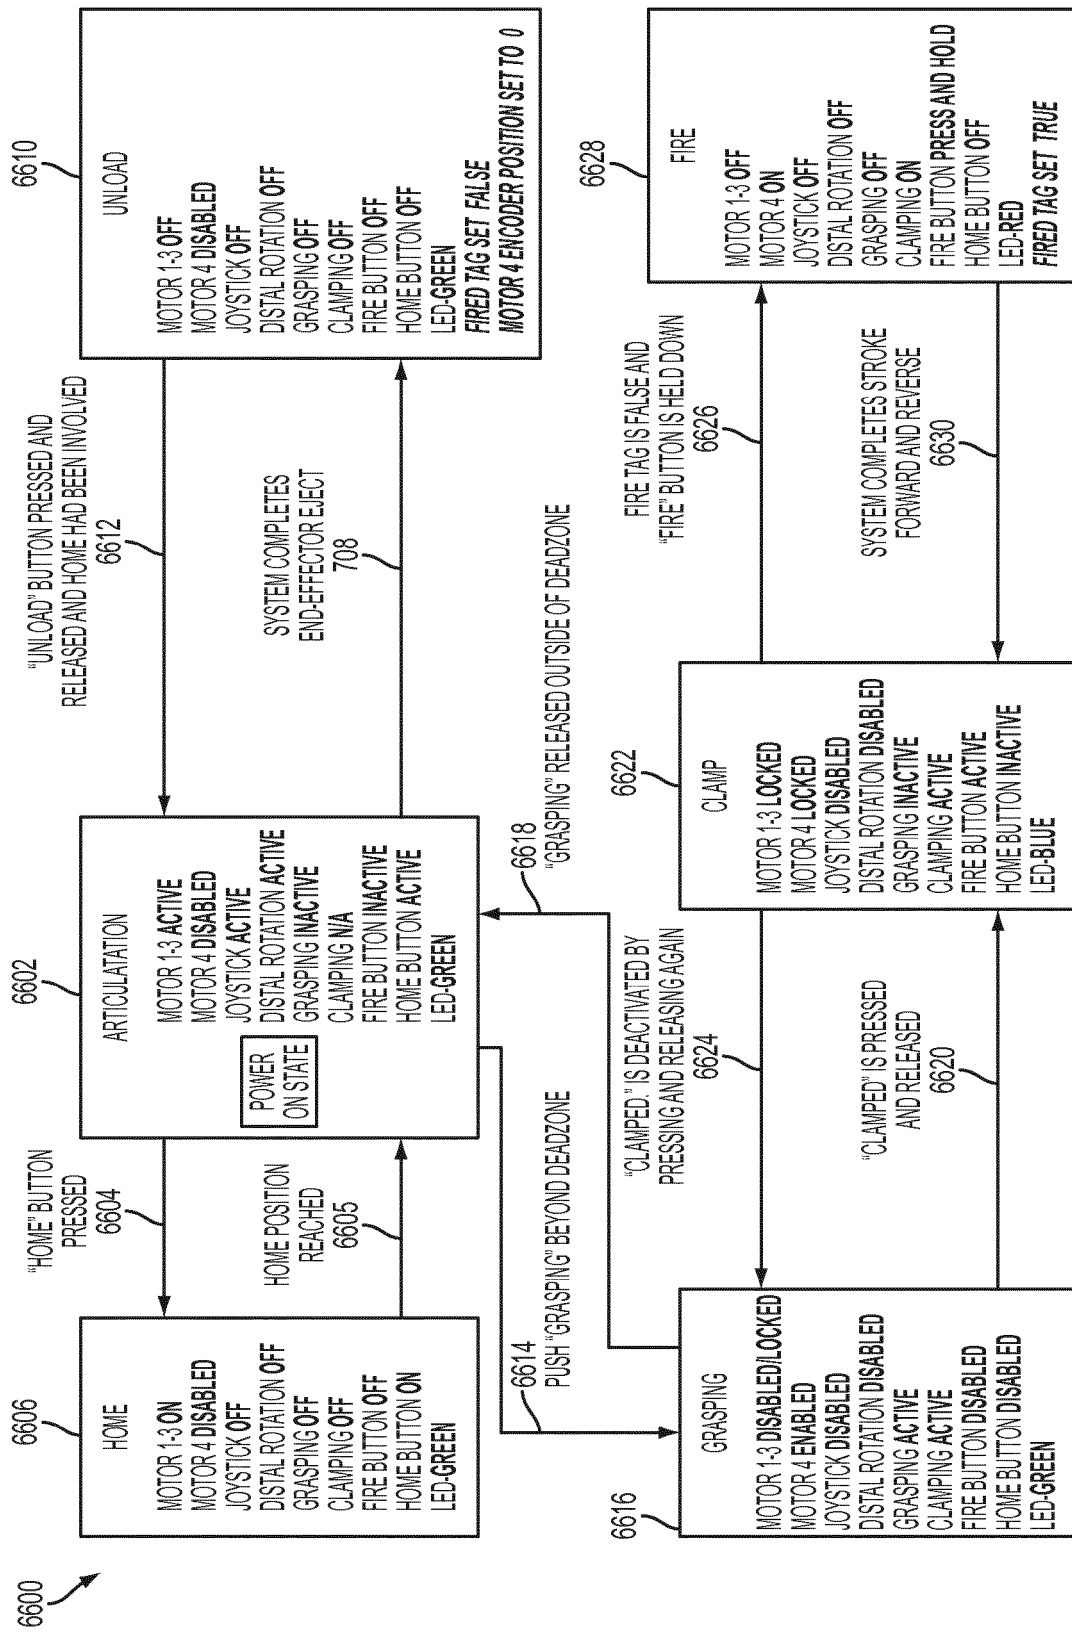 6600
6606
HOME
MOTOR 1-3 ON
MOTOR 4 DISABLED
JOYSTICK OFF
DISTAL ROTATION OFF
GRASPING OFF
CLAMPING OFF
FIRE BUTTON OFF
HOME BUTTON ON
LED-GREEN
"HOME" BUTTON
PRESSED
6604
HOME POSITION
REACHED
6605
6602
ARTICULATATION
POWER
ON STATE
MOTOR 1-3 ACTIVE
MOTOR 4 DISABLED
JOYSTICK ACTIVE
DISTAL ROTATION ACTIVE
GRASPING INACTIVE
CLAMPING N/A
FIRE BUTTON INACTIVE
HOME BUTTON ACTIVE
LED-GREEN
"UNLOAD" BUTTON PRESSED AND
RELEASED AND HOME HAD BEEN INVOLVED
6612
SYSTEM COMPLETES
END-EFFECTOR EJECT
708
6610
UNLOAD
MOTOR 1-3 OFF
MOTOR 4 DISABLED
JOYSTICK OFF
DISTAL ROTATION OFF
GRASPING OFF
CLAMPING OFF
FIRE BUTTON OFF
HOME BUTTON OFF
LED-GREEN
FIRED TAG SET FALSE
MOTOR 4 ENCODER POSITION SET TO 0
6614
PUSH "GRASPING" BEYOND DEADZONE
6618
"GRASPING" RELEASED OUTSIDE OF DEADZONE
6616
GRASPING
MOTOR 1-3 DISABLED/LOCKED
MOTOR 4 ENABLED
JOYSTICK DISABLED
DISTAL ROTATION DISABLED
GRASPING ACTIVE
CLAMPING ACTIVE
FIRE BUTTON DISABLED
HOME BUTTON DISABLED
LED-GREEN
"CLAMPED." IS DEACTIVATED BY
PRESSING AND RELEASING AGAIN
6624
"CLAMPED" IS PRESSED
AND RELEASED
6620
6622
CLAMP
MOTOR 1-3 LOCKED
MOTOR 4 LOCKED
JOYSTICK DISABLED
DISTAL ROTATION DISABLED
GRASPING INACTIVE
CLAMPING ACTIVE
FIRE BUTTON ACTIVE
HOME BUTTON INACTIVE
LED-BLUE
FIRE TAG IS FALSE AND
"FIRE" BUTTON IS HELD DOWN
6626
SYSTEM COMPLETES STROKE
FORWARD AND REVERSE
6630
6628
FIRE
MOTOR 1-3 OFF
MOTOR 4 ON
JOYSTICK OFF
DISTAL ROTATION OFF
GRASPING OFF
CLAMPING ON
FIRE BUTTON PRESS AND HOLD
HOME BUTTON OFF
LED-RED
FIRED TAG SET TRUE